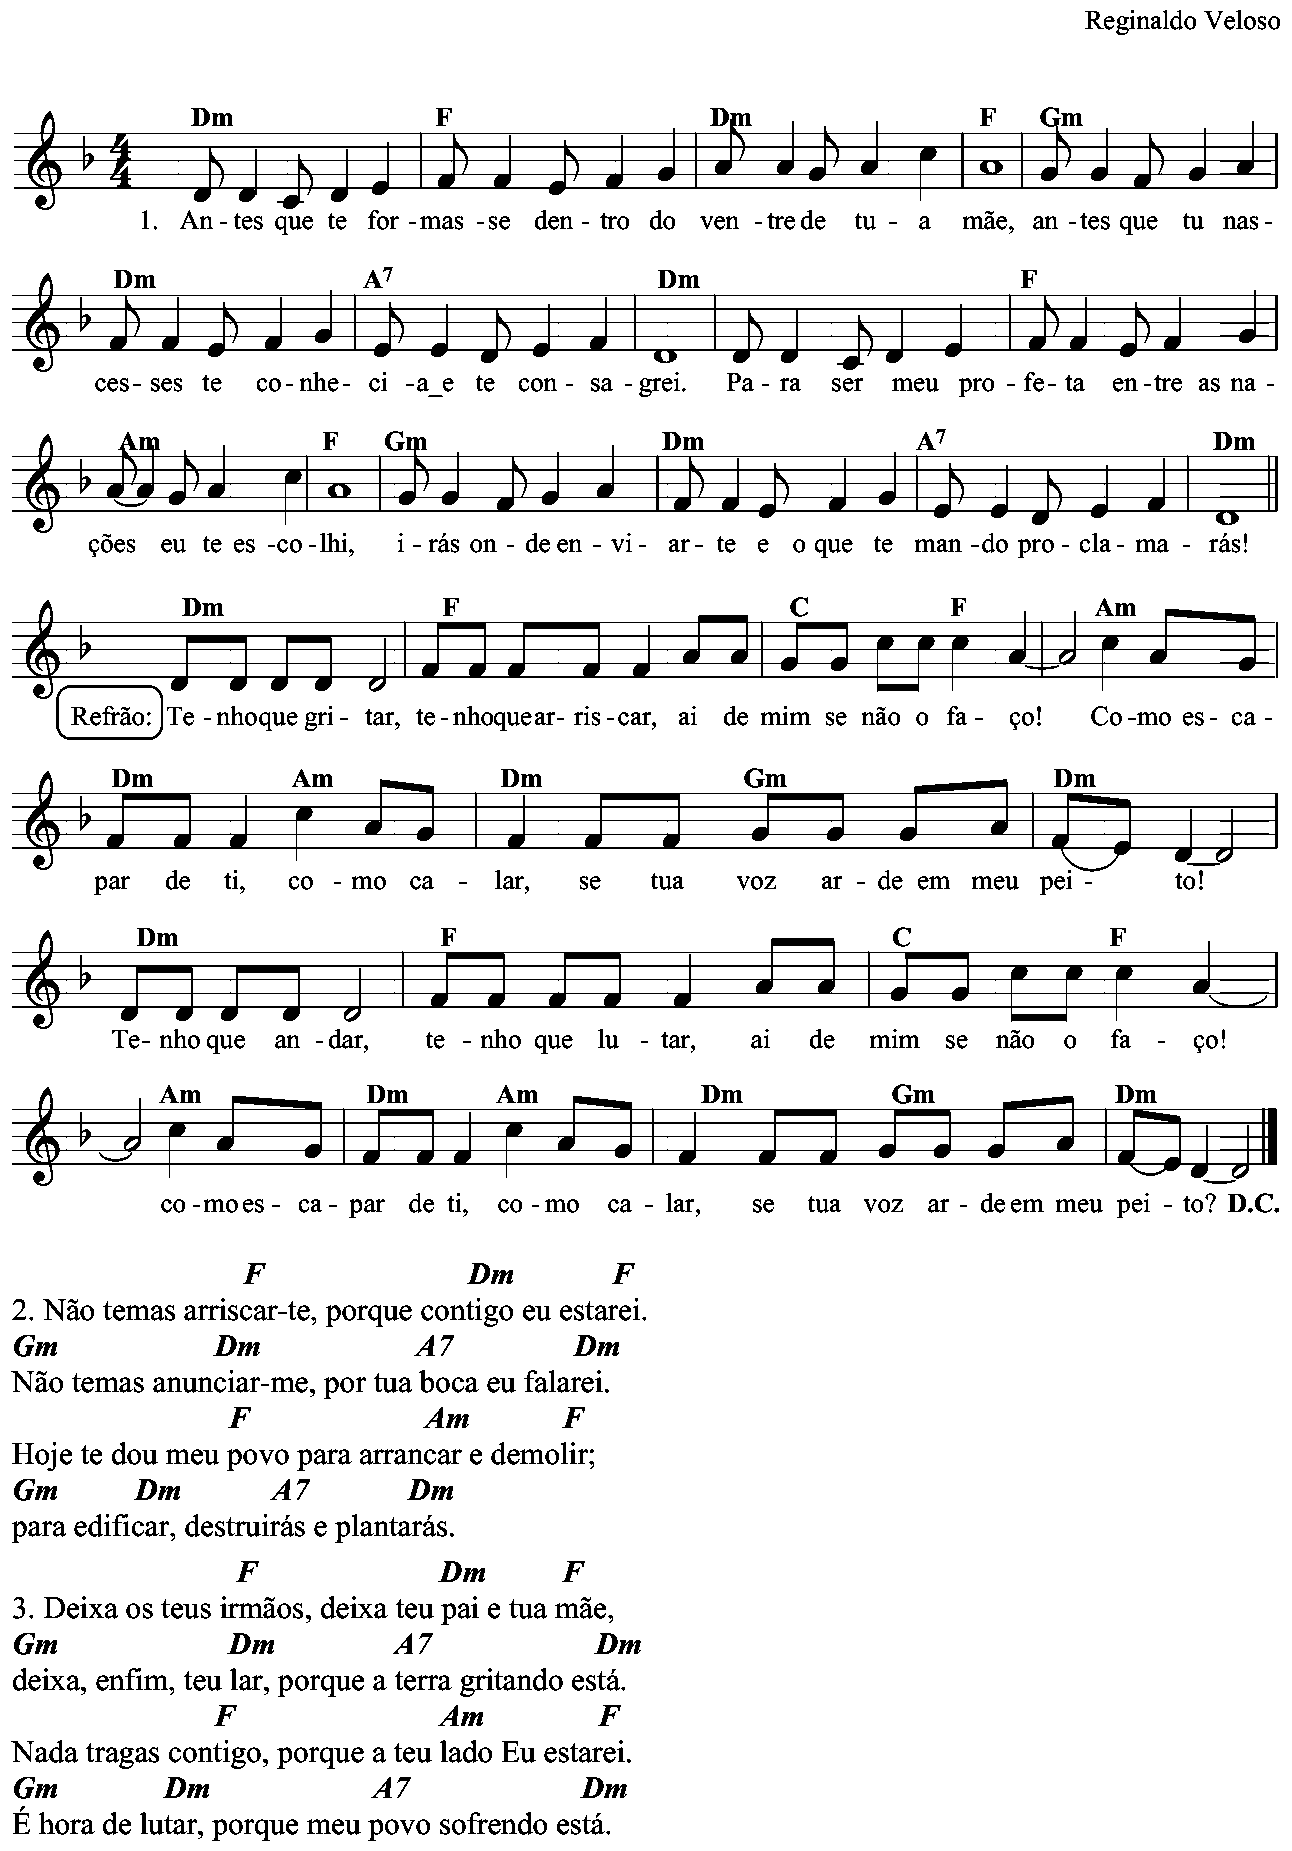 Reginaldo Veloso
Dm F Dm F Gm
4 4
1. An - tes que te for - mas - se den - tro do ven - tre de tu - a mãe, an - tes que tu nas -
Dm A7 Dm F
ces - ses te co - nhe - ci - a_e te con - sa - grei. Pa - ra ser meu pro - fe - ta en - tre as na -
Am F Gm Dm A7 Dm
ções eu te es - co - lhi, i - rás on - de en - vi - ar - te e o que te man - do pro - cla - ma - rás!
Dm F C F Am
Refrão: Te - nho que gri - tar, te - nho que ar - ris - car, ai de mim se não o fa - ço! Co - mo es - ca -
Dm Am Dm Gm Dm
par de ti, co - mo ca - lar, se tua voz ar - de em meu pei - to!
Dm F C F
Te - nho que an - dar, te - nho que lu - tar, ai de mim se não o fa - ço!
Am Dm Am Dm Gm Dm
co - mo es - ca - par de ti, co - mo ca - lar, se tua voz ar - de em meu pei - to? D.C.
F Dm F
2. Não temas arriscar-te, porque contigo eu estarei.
Gm Dm A7 Dm
Não temas anunciar-me, por tua boca eu falarei.
F Am F
Hoje te dou meu povo para arrancar e demolir;
Gm Dm A7 Dm
para edificar, destruirás e plantarás.
F Dm F
3. Deixa os teus irmãos, deixa teu pai e tua mãe,
Gm Dm A7 Dm
deixa, enfim, teu lar, porque a terra gritando está.
F Am F
Nada tragas contigo, porque a teu lado Eu estarei.
Gm Dm A7 Dm
É hora de lutar, porque meu povo sofrendo está.